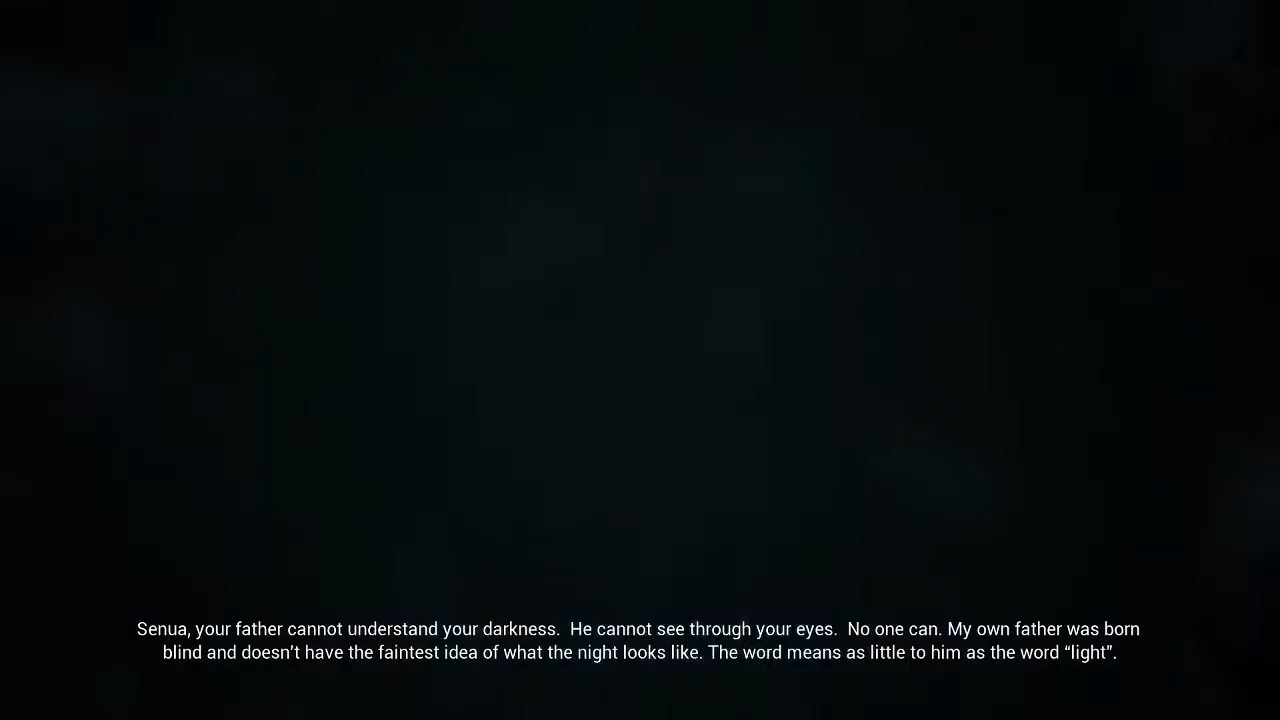 Senua, your father cannot understand your darkness.  He cannot see through your eyes.  No one can. My own father was born
blind and doesn't have the faintest idea of what the night looks like. The word means as little to him as the word “light”.